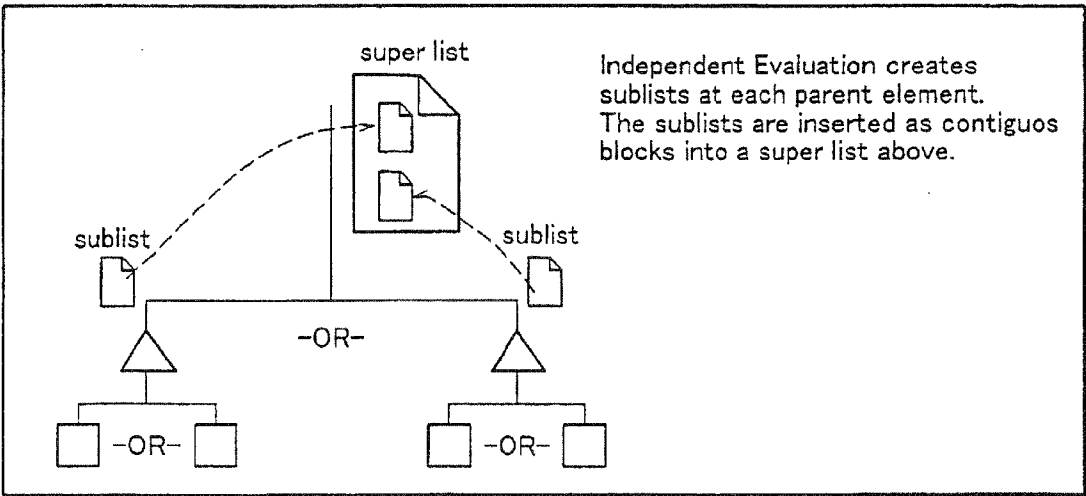 super list
Independent Evaluation creates
sublists at each parent element.
The sublists are inserted as contiguos
blocks into a super list above.
sublist
sublist
-OR-
-OR-
-OR-